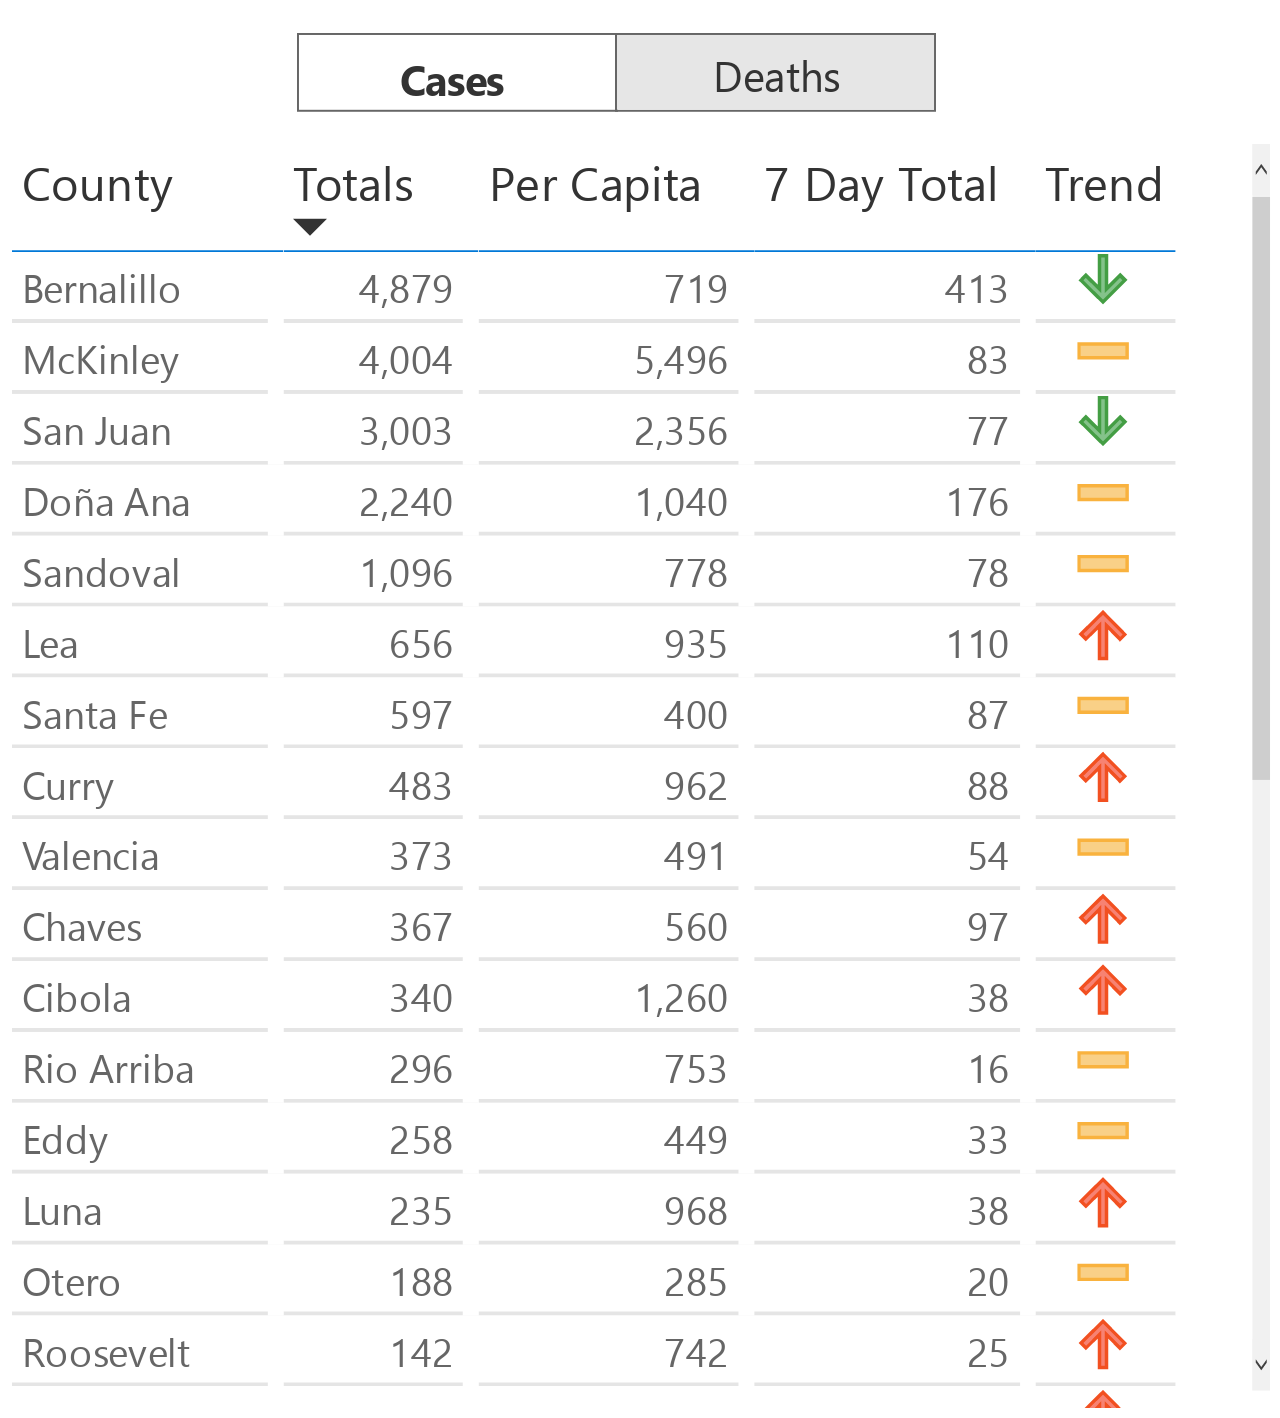 Cases Deaths
County Totals Per Capita 7 Day Total Trend
Bernalillo 4,879 719 413
McKinley 4,004 5,496 83
San Juan 3,003 2,356 77
Doña Ana 2,240 1,040 176
Sandoval 1,096 778 78
Lea 656 935 110
Santa Fe 597 400 87
Curry 483 962 88
Valencia 373 491 54
Chaves 367 560 97
Cibola 340 1,260 38
Rio Arriba 296 753 16
Eddy 258 449 33
Luna 235 968 38
Otero 188 285 20
Roosevelt 142 742 25